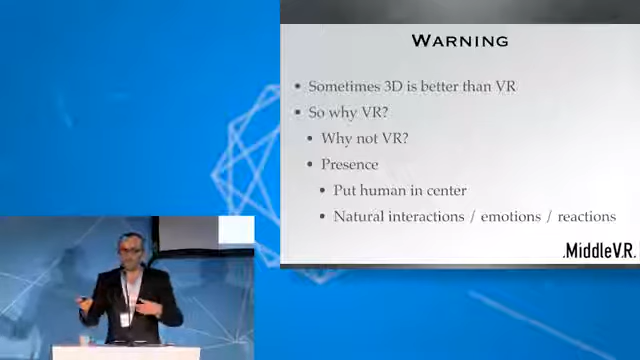 WARNING
• Sometimes 3D is better than VR
• So why VR?
• Why not VR?
• Presence
• Put human in center
• Natural interactions / emotions / reactions
.MiddleV.R.